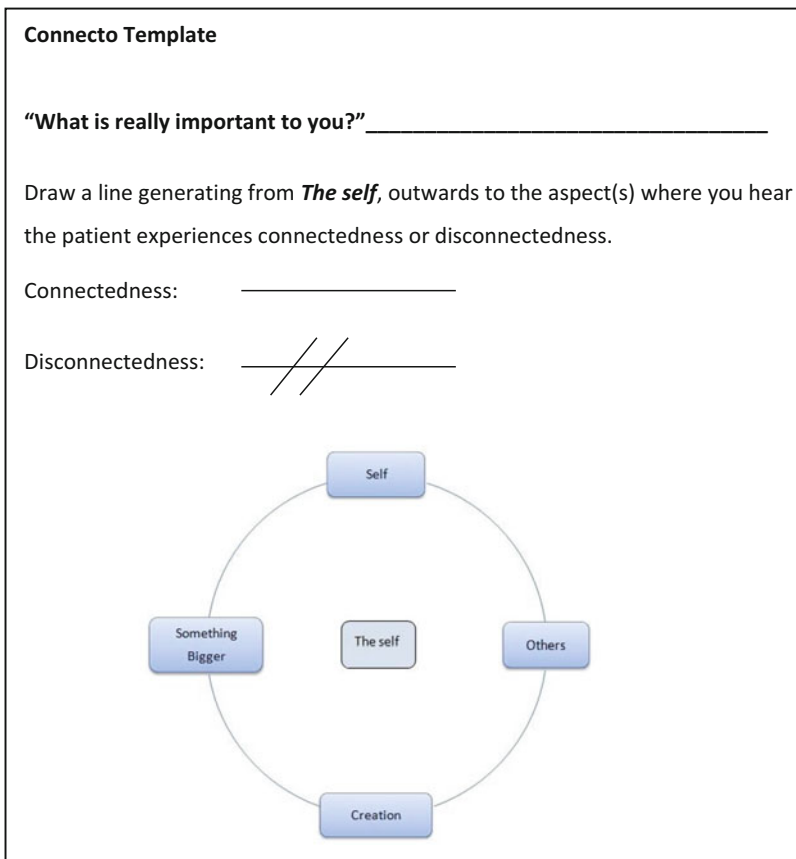 Connecto Template
“What is really important to you?”__________________________________
Draw a line generating from The self, outwards to the aspect(s) where you hear
the patient experiences connectedness or disconnectedness.
Connectedness:
Disconnectedness:
Self
Something
Bigger
The self
Others
Creation